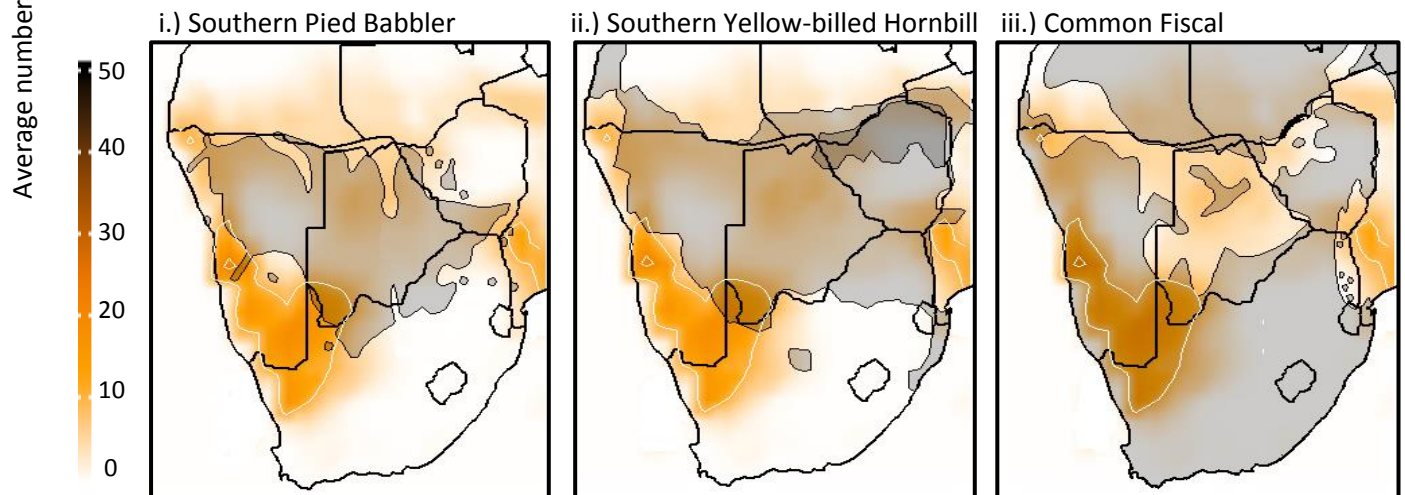 i.) Southern Pied Babbler
ii.) Southern Yellow-billed Hornbill
iii.) Common Fiscal
Average number
50
40
30
20
10
0